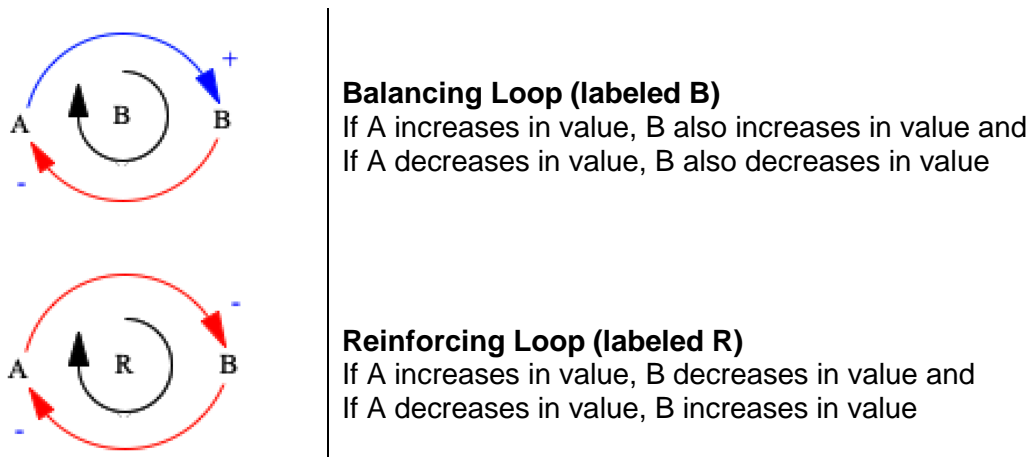 +
A B B
-
Balancing Loop (labeled B)
If A increases in value, B also increases in value and
If A decreases in value, B also decreases in value
-
A R B
-
Reinforcing Loop (labeled R)
If A increases in value, B decreases in value and
If A decreases in value, B increases in value